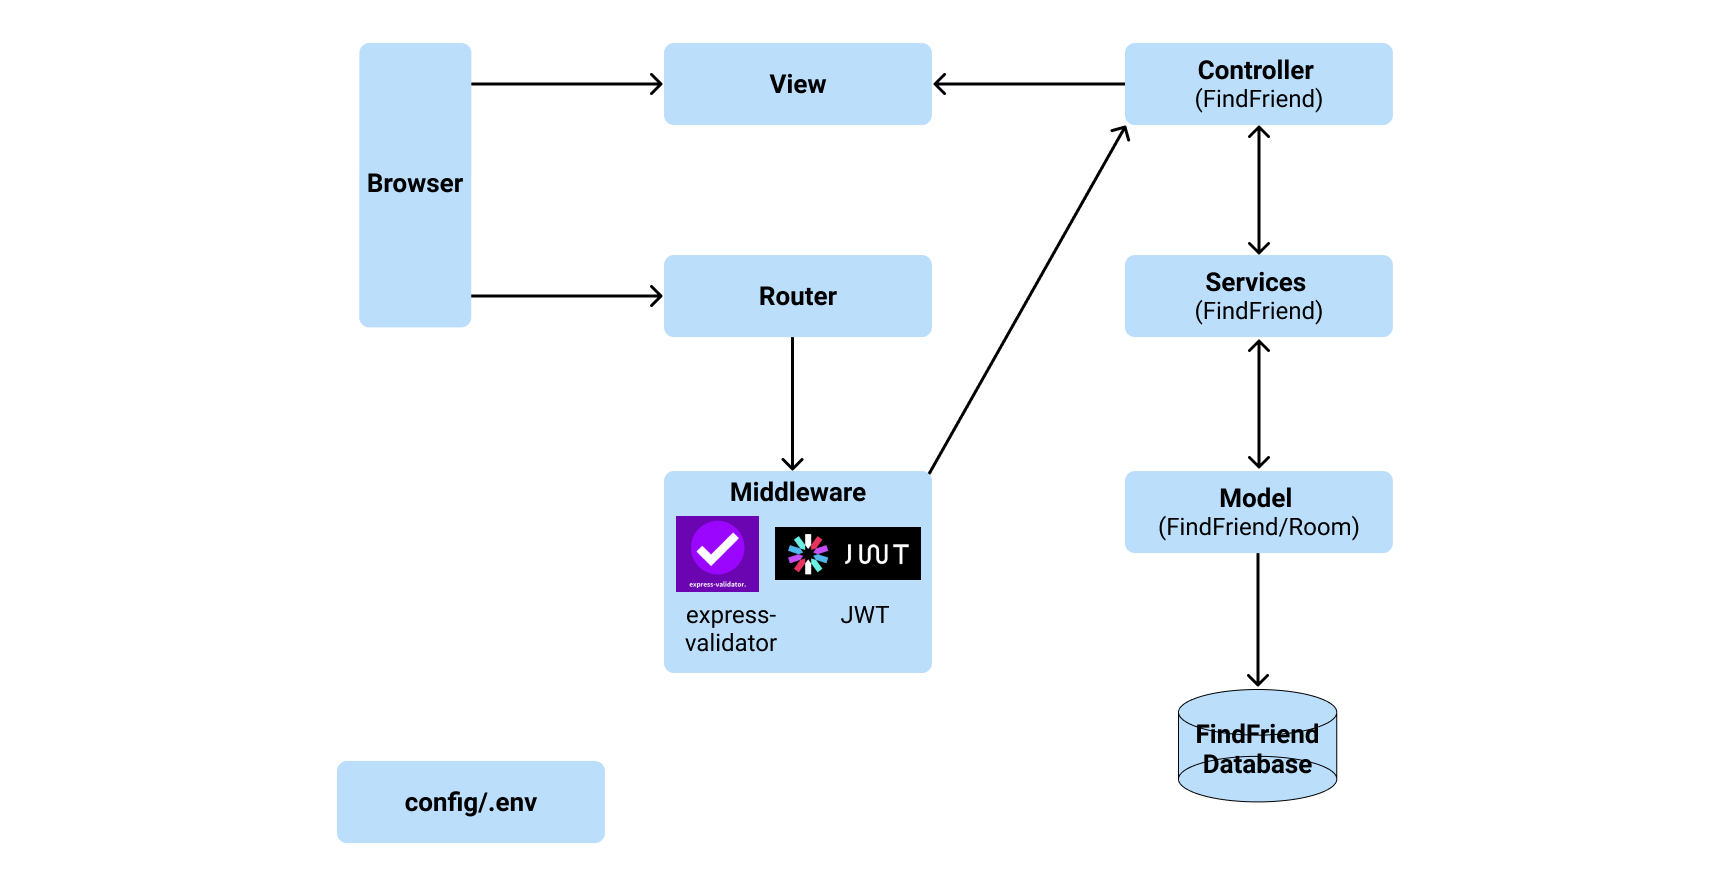 Browser
View
Controller
(FindFriend)
Router
Services
(FindFriend)
Middleware
express-validator.
JWT
express-
validator
JWT
Model
(FindFriend/Room)
FindFriend
Database
config/.env